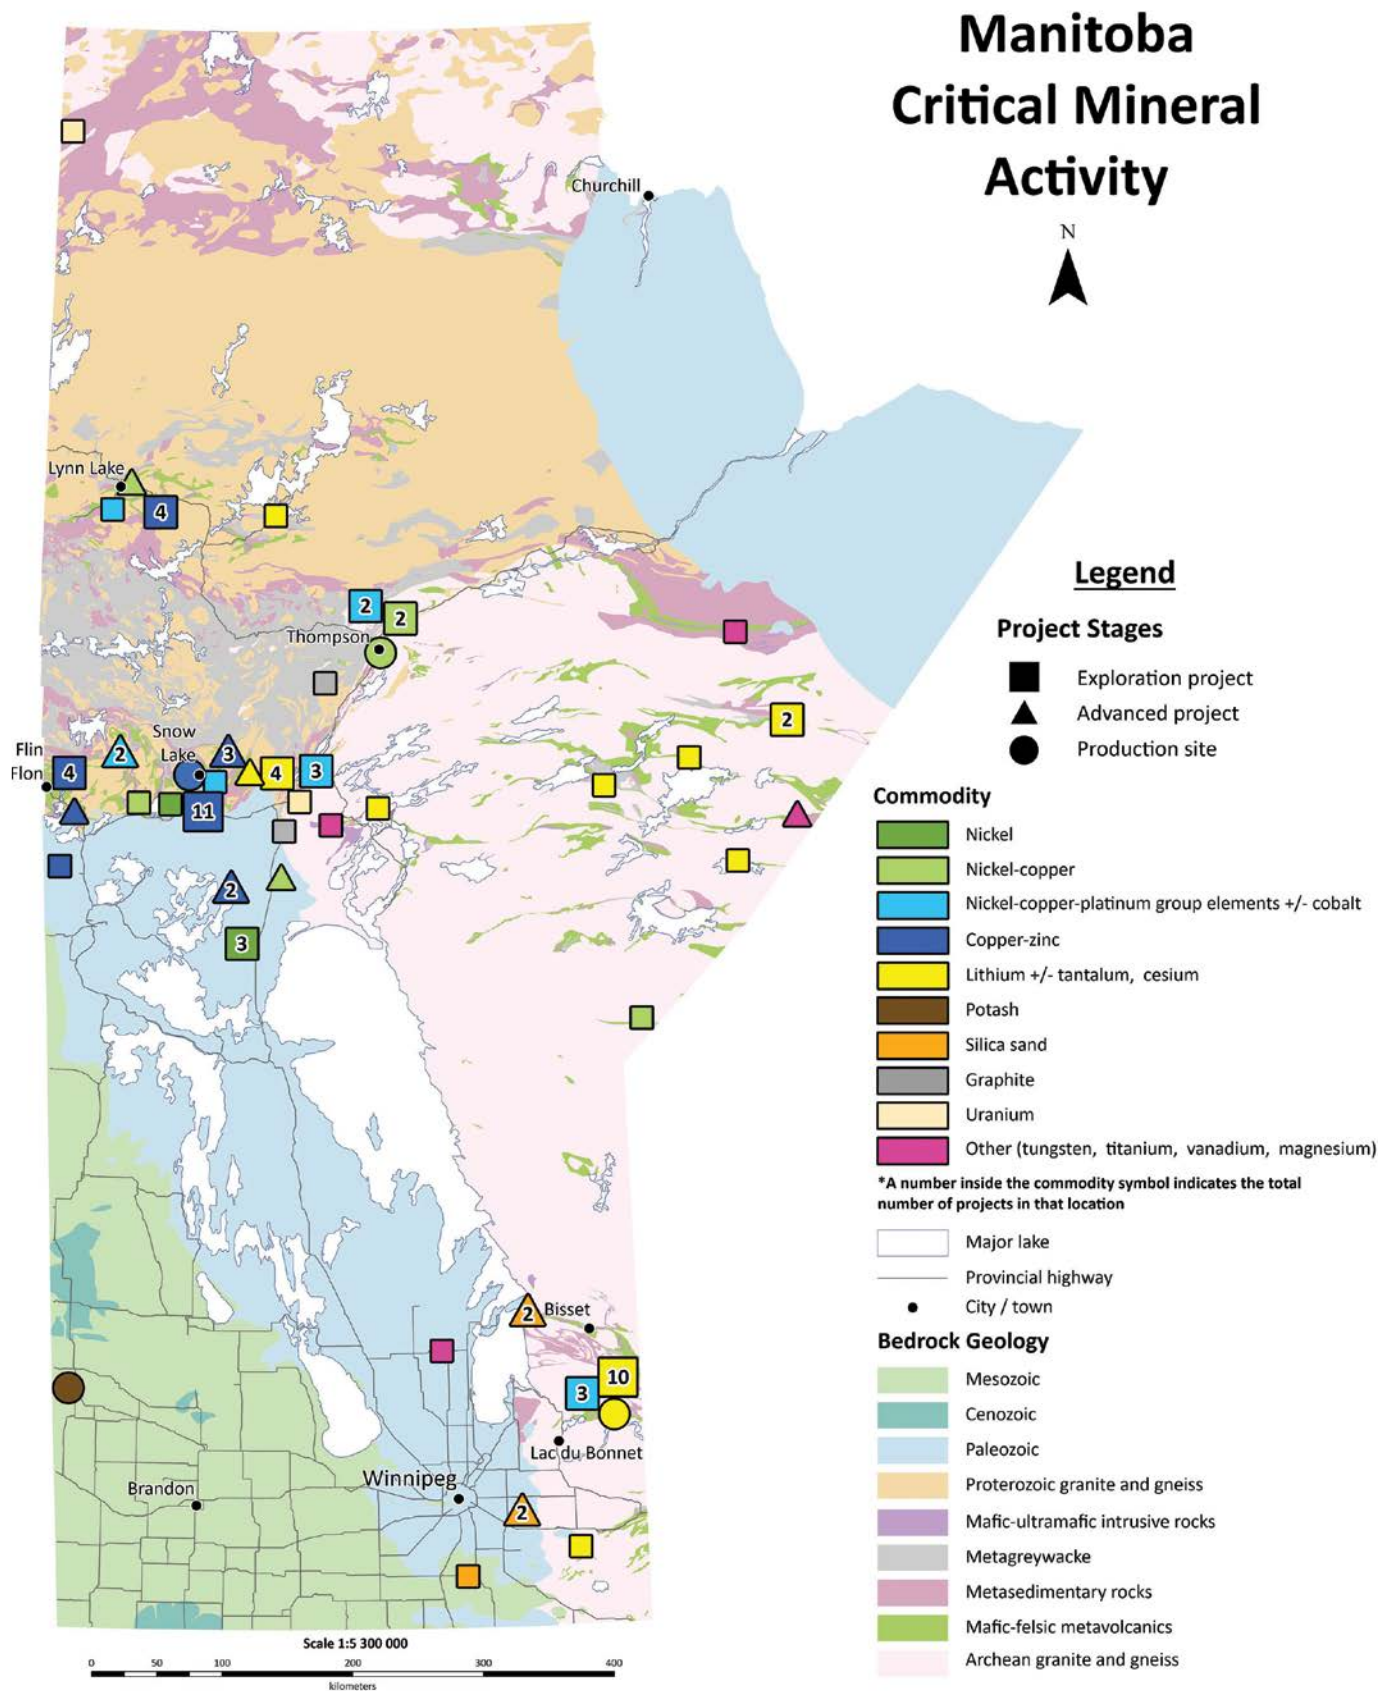 Manitoba
Critical Mineral
Activity
N
Churchill
Lynn Lake
4
2
2
Thompson
2
Snow
Lake
Flin
Flon
4
2
3
4
3
11
2
3
2
Bisset
10
3
Lac du Bonnet
Winnipeg
Brandon
2
Scale 1:5 300 000
0 50 100 200 300 400
kilometers
Legend
Project Stages
Exploration project
Advanced project
Production site
Commodity
Nickel
Nickel-copper
Nickel-copper-platinum group elements +/- cobalt
Copper-zinc
Lithium +/- tantalum, cesium
Potash
Silica sand
Graphite
Uranium
Other (tungsten, titanium, vanadium, magnesium)
*A number inside the commodity symbol indicates the total
number of projects in that location
Major lake
Provincial highway
City / town
Bedrock Geology
Mesozoic
Cenozoic
Paleozoic
Proterozoic granite and gneiss
Mafic-ultramafic intrusive rocks
Metagreywacke
Metasedimentary rocks
Mafic-felsic metavolcanics
Archean granite and gneiss